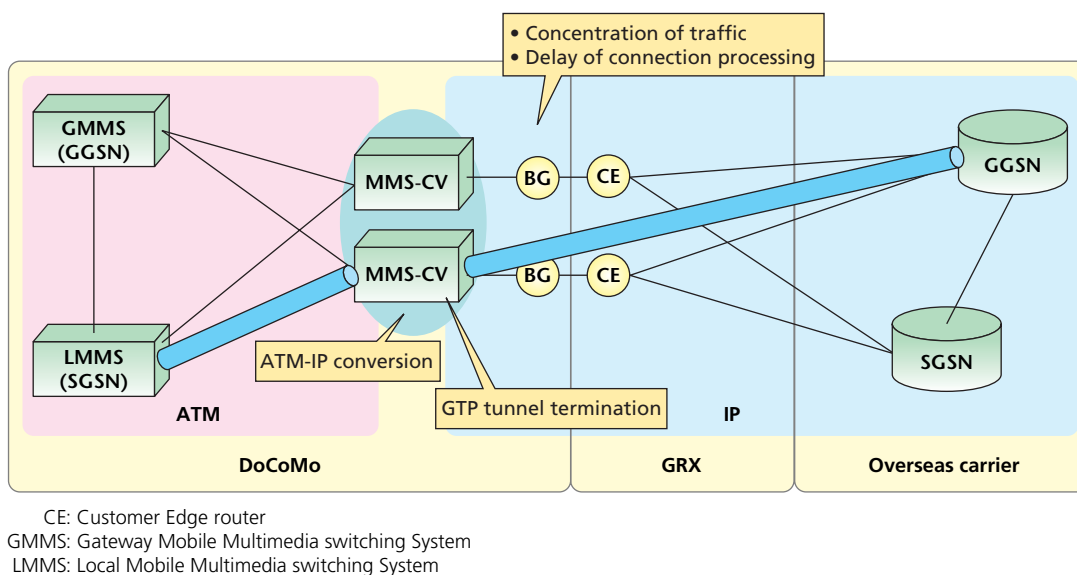 • Concentration of traffic
• Delay of connection processing
GMMS
(GGSN)
MMS-CV
BG
CE
GGSN
MMS-CV
BG
CE
LMMS
(SGSN)
SGSN
ATM-IP conversion
GTP tunnel termination
ATM
IP
DoCoMo
GRX
Overseas carrier
CE: Customer Edge router
GMMS: Gateway Mobile Multimedia switching System
LMMS: Local Mobile Multimedia switching System